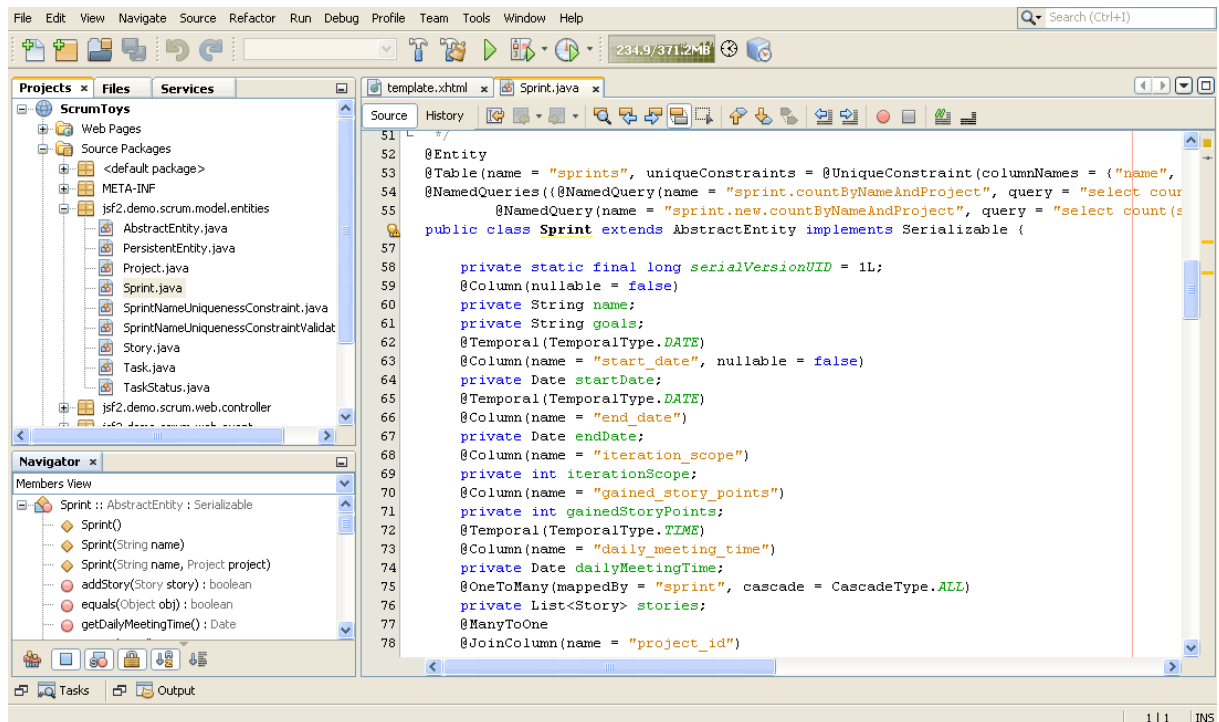 File Edit View Navigate Source Refactor Run Debug Profile Team Tools Window Help
Search (Ctrl+I)
234.9/371.2MB
Projects Files Services
ScrumToys
Web Pages
Source Packages
<default package>
META-INF
jsf2.demo.scrum.model.entities
AbstractEntity.java
PersistentEntity.java
Project.java
Sprint.java
SprintNameUniquenessConstraint.java
SprintNameUniquenessConstraintValidat
Story.java
Task.java
TaskStatus.java
jsf2.demo.scrum.web.controller
Navigator
Members View
Sprint :: AbstractEntity : Serializable
Sprint()
Sprint(String name)
Sprint(String name, Project project)
addStory(Story story) : boolean
equals(Object obj) : boolean
getDailyMeetingTime() : Date
template.xhtml Sprint.java
Source History
51 */
52 @Entity
53 @Table(name = "sprints", uniqueConstraints = @UniqueConstraint(columnNames = {"name",
54 @NamedQueries({@NamedQuery(name = "sprint.countByNameAndProject", query = "select cour
55 @NamedQuery(name = "sprint.new.countByNameAndProject", query = "select count(s
public class Sprint extends AbstractEntity implements Serializable {
57
58 private static final long serialVersionUID = 1L;
59 @Column(nullable = false)
60 private String name;
61 private String goals;
62 @Temporal(TemporalType.DATE)
63 @Column(name = "start_date", nullable = false)
64 private Date startDate;
65 @Temporal(TemporalType.DATE)
66 @Column(name = "end_date")
67 private Date endDate;
68 @Column(name = "iteration_scope")
69 private int iterationScope;
70 @Column(name = "gained_story_points")
71 private int gainedStoryPoints;
72 @Temporal(TemporalType.TIME)
73 @Column(name = "daily_meeting_time")
74 private Date dailyMeetingTime;
75 @OneToMany(mappedBy = "sprint", cascade = CascadeType.ALL)
76 private List<Story> stories;
77 @ManyToOne
78 @JoinColumn(name = "project_id")
Tasks Output
1|1 INS